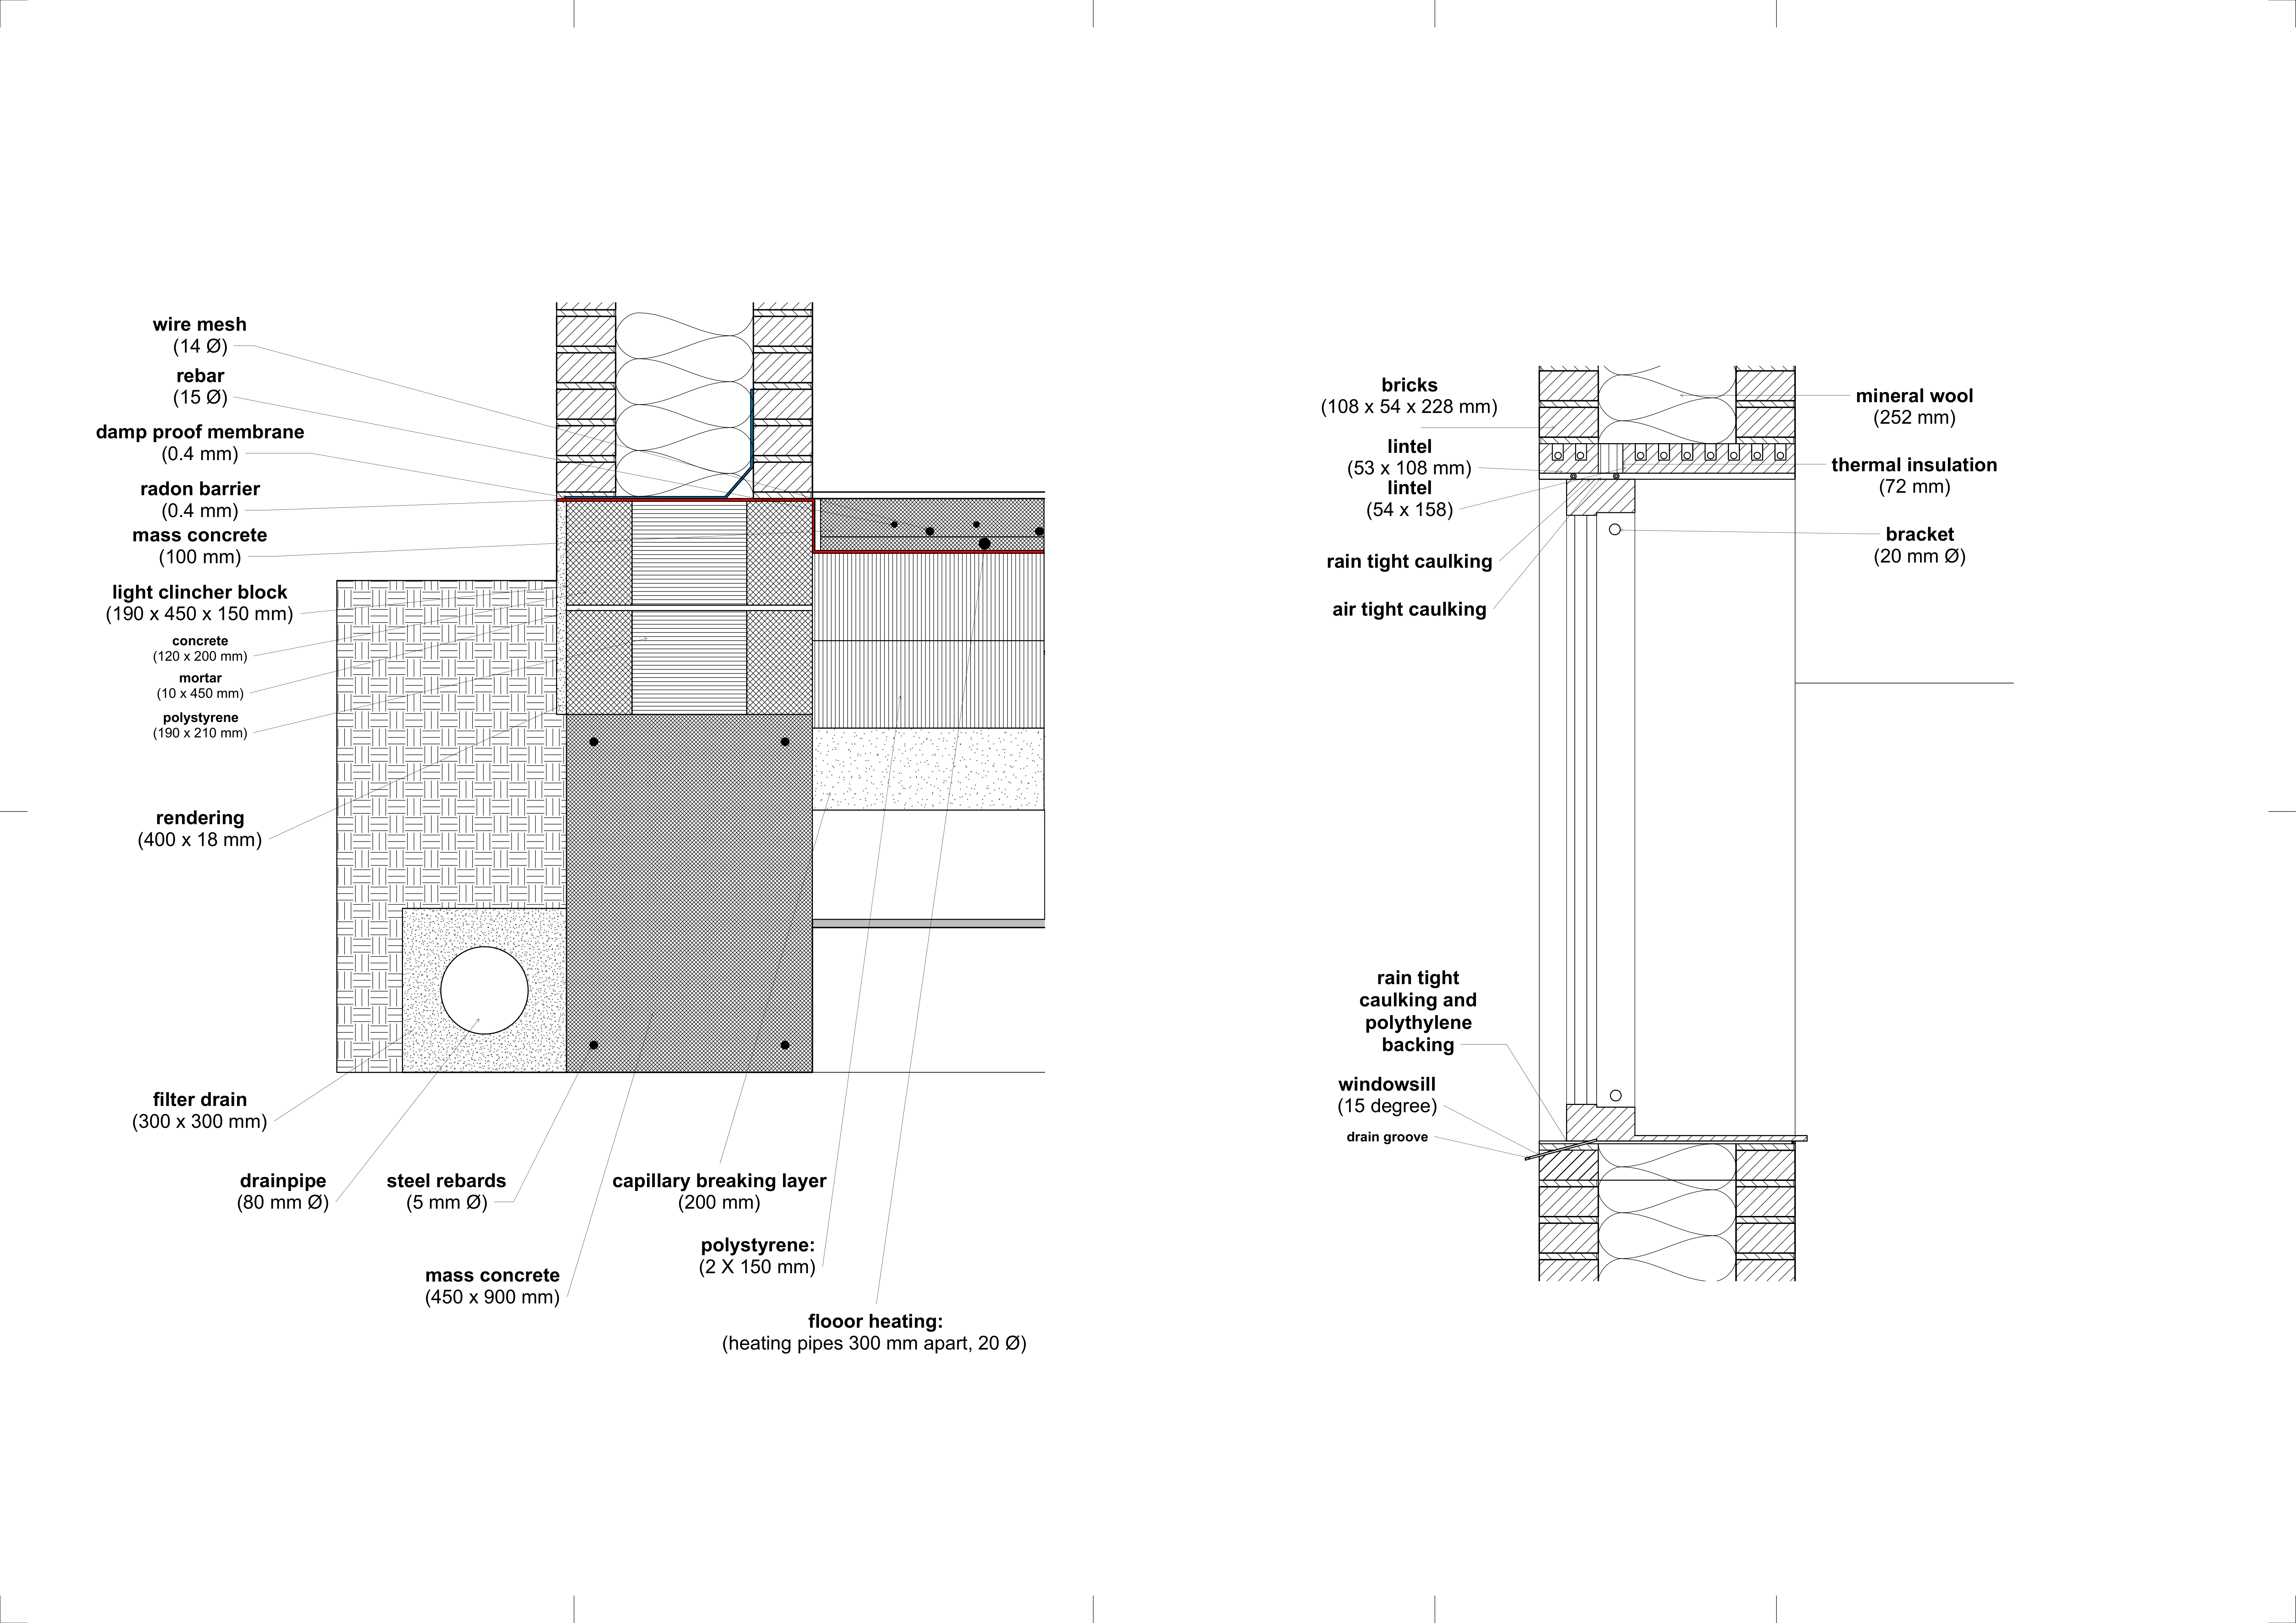 wire mesh
(14 Ø)
rebar
(15 Ø)
damp proof membrane
(0.4 mm)
radon barrier
(0.4 mm)
mass concrete
(100 mm)
light clincher block
(190 x 450 x 150 mm)
concrete
(120 x 200 mm)
mortar
(10 x 450 mm)
polystyrene
(190 x 210 mm)
rendering
(400 x 18 mm)
filter drain
(300 x 300 mm)
drainpipe
(80 mm Ø)
steel rebards
(5 mm Ø)
mass concrete
(450 x 900 mm)
capillary breaking layer
(200 mm)
polystyrene:
(2 X 150 mm)
flooor heating:
(heating pipes 300 mm apart, 20 Ø)
bricks
(108 x 54 x 228 mm)
lintel
(53 x 108 mm)
lintel
(54 x 158)
rain tight caulking
air tight caulking
rain tight
caulking and
polythylene
backing
windowsill
(15 degree)
drain groove
mineral wool
(252 mm)
thermal insulation
(72 mm)
bracket
(20 mm Ø)